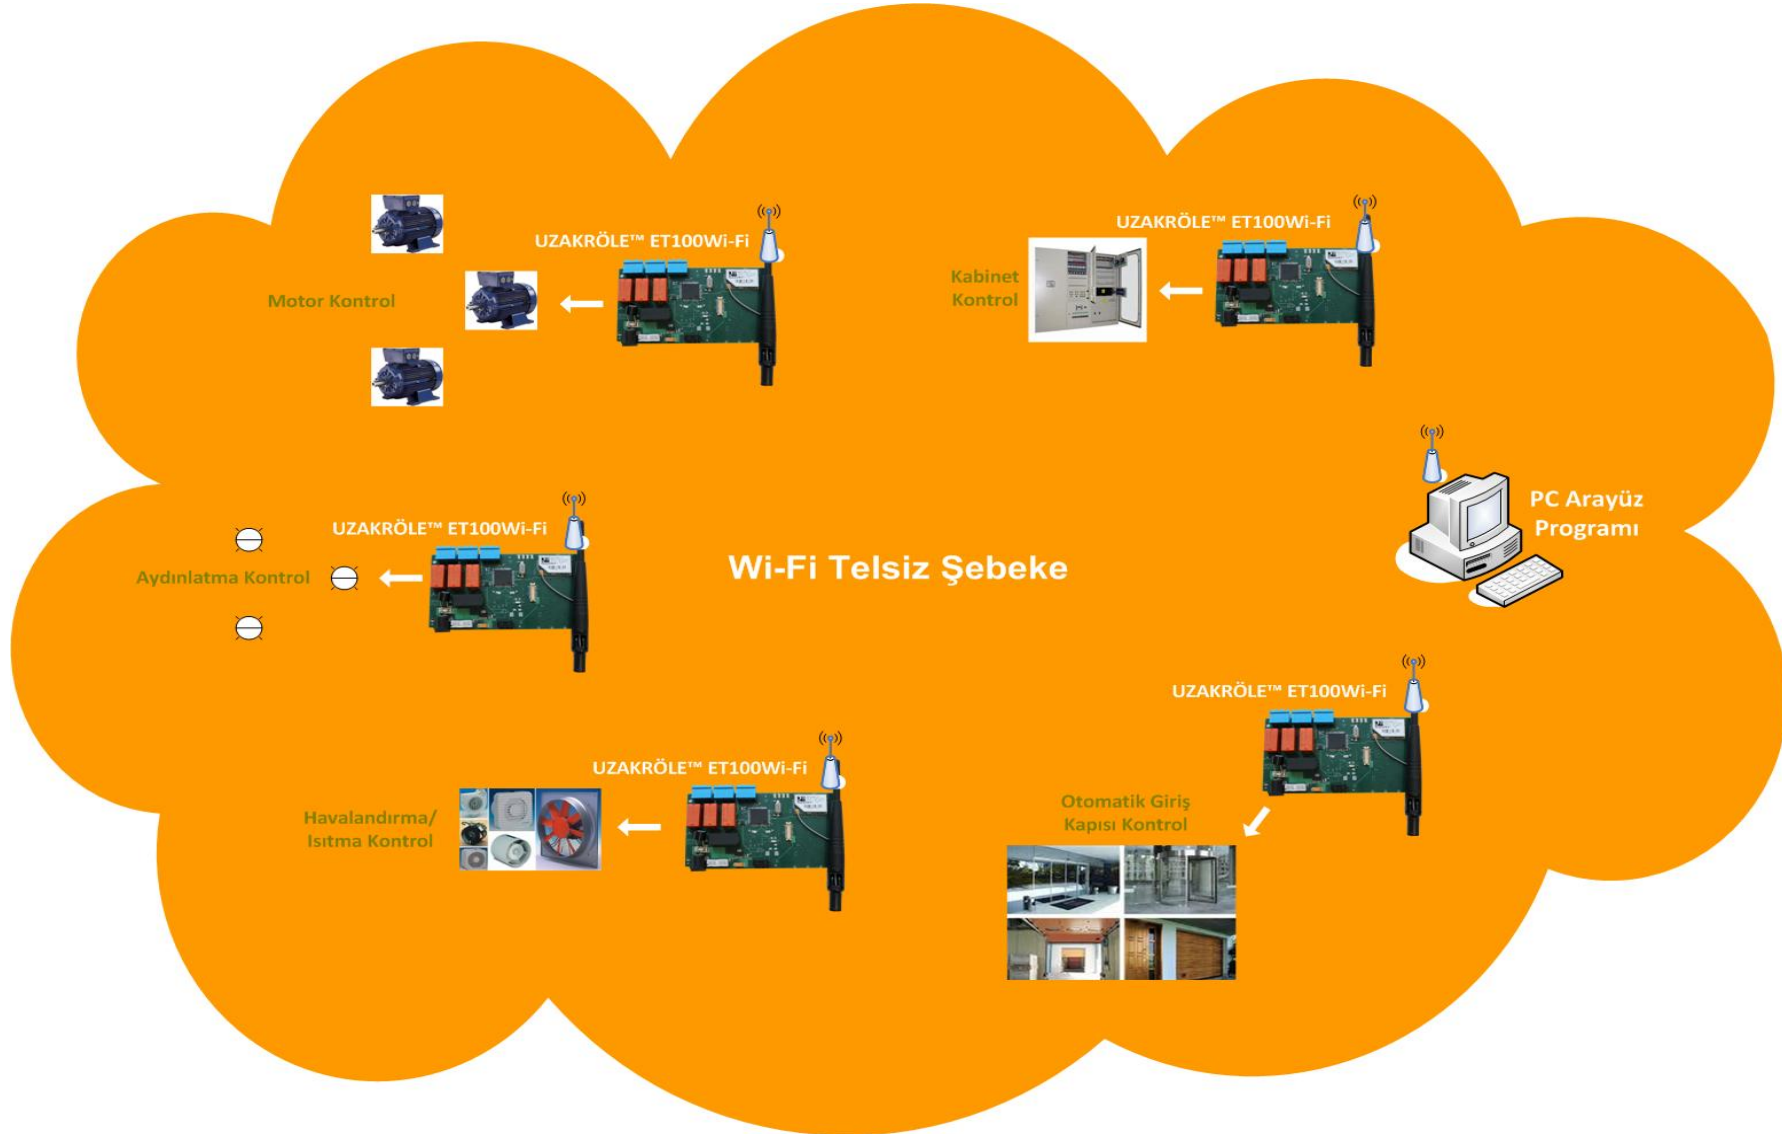 UZAKRÖLE™ ET100Wi-Fi
Motor Kontrol
UZAKRÖLE™ ET100Wi-Fi
Kabinet
Kontrol
UZAKRÖLE™ ET100Wi-Fi
Aydınlatma Kontrol
Wi-Fi Telsiz Şebeke
PC Arayüz
Programı
UZAKRÖLE™ ET100Wi-Fi
Havalandırma/
Isıtma Kontrol
UZAKRÖLE™ ET100Wi-Fi
Otomatik Giriş
Kapısı Kontrol